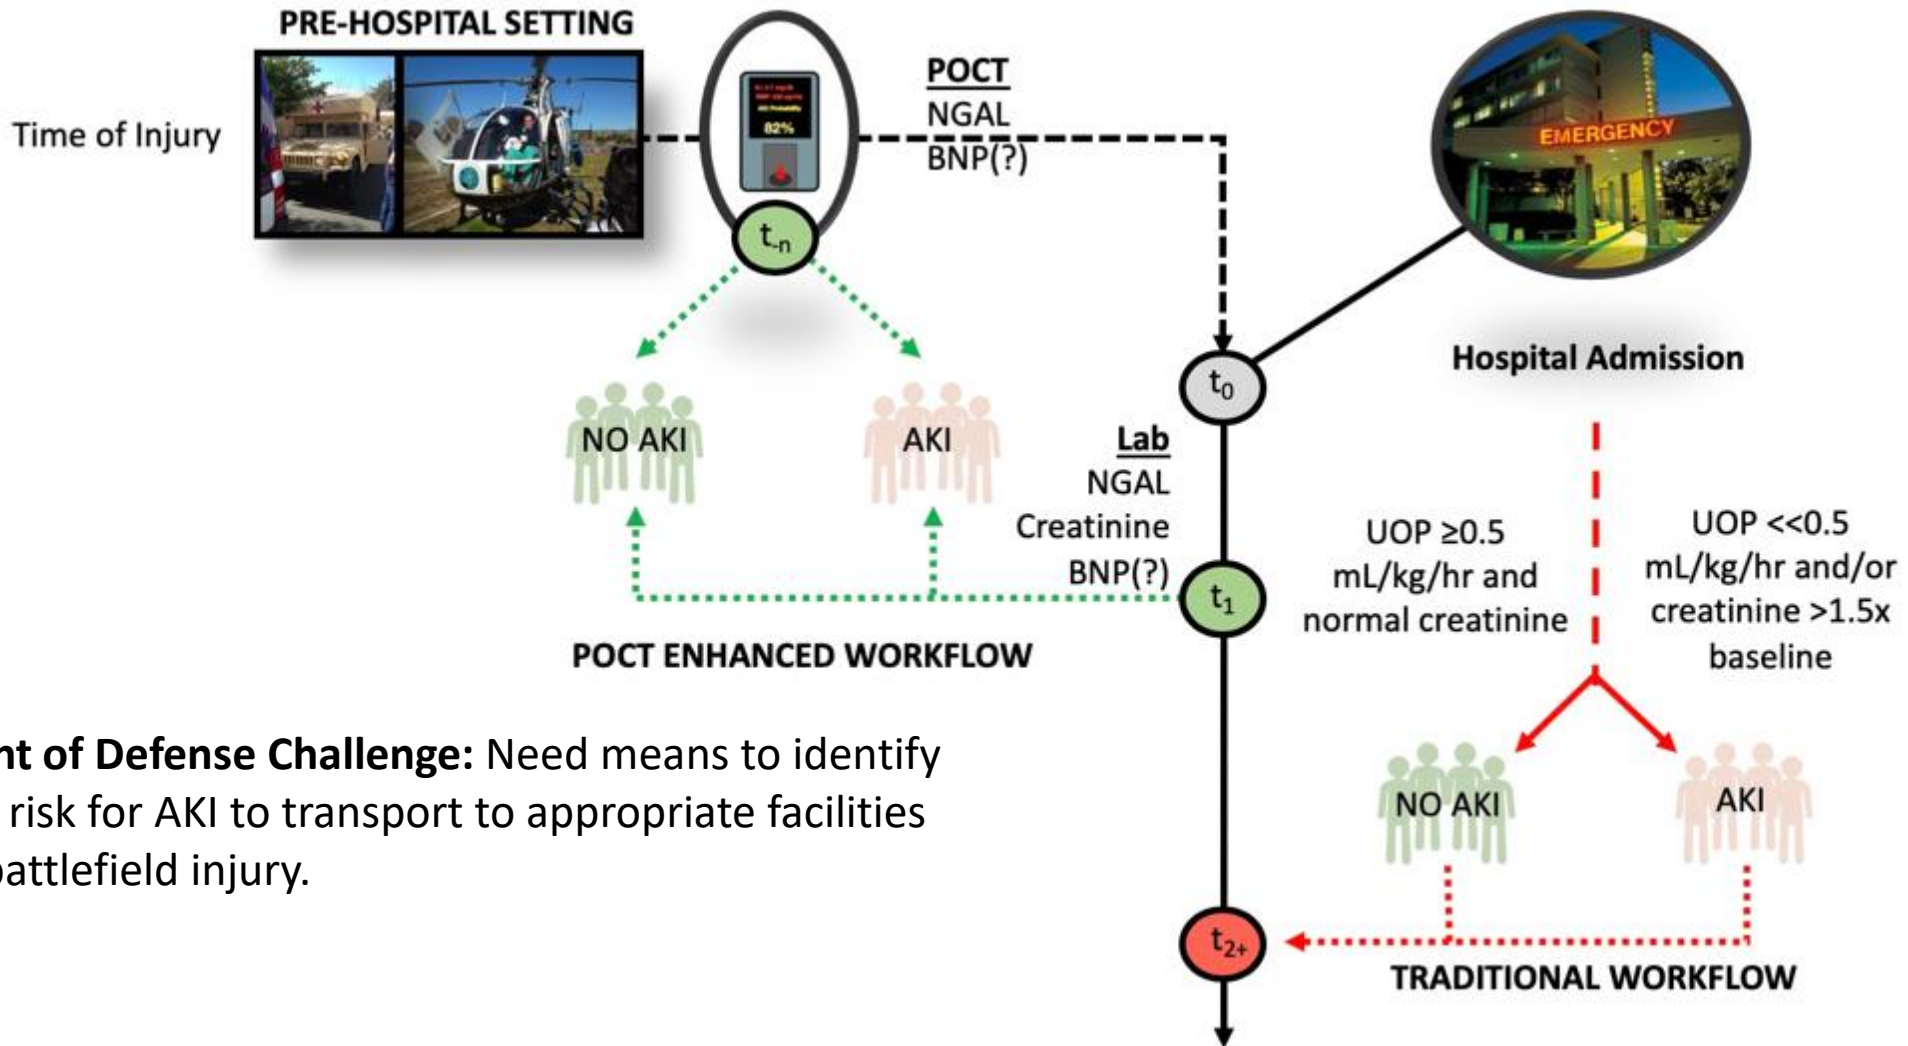 PRE-HOSPITAL SETTING
Time of Injury
82%
t-n
POCT
NGAL
BNP(?)
EMERGENCY
Hospital Admission
t0
NO AKI
AKI
Lab
NGAL
Creatinine
BNP(?)
t1
POCT ENHANCED WORKFLOW
UOP ≥0.5
mL/kg/hr and
normal creatinine
UOP <<0.5
mL/kg/hr and/or
creatinine >1.5x
baseline
nt of Defense Challenge: Need means to identify
risk for AKI to transport to appropriate facilities
battlefield injury.
NO AKI
AKI
t2+
TRADITIONAL WORKFLOW